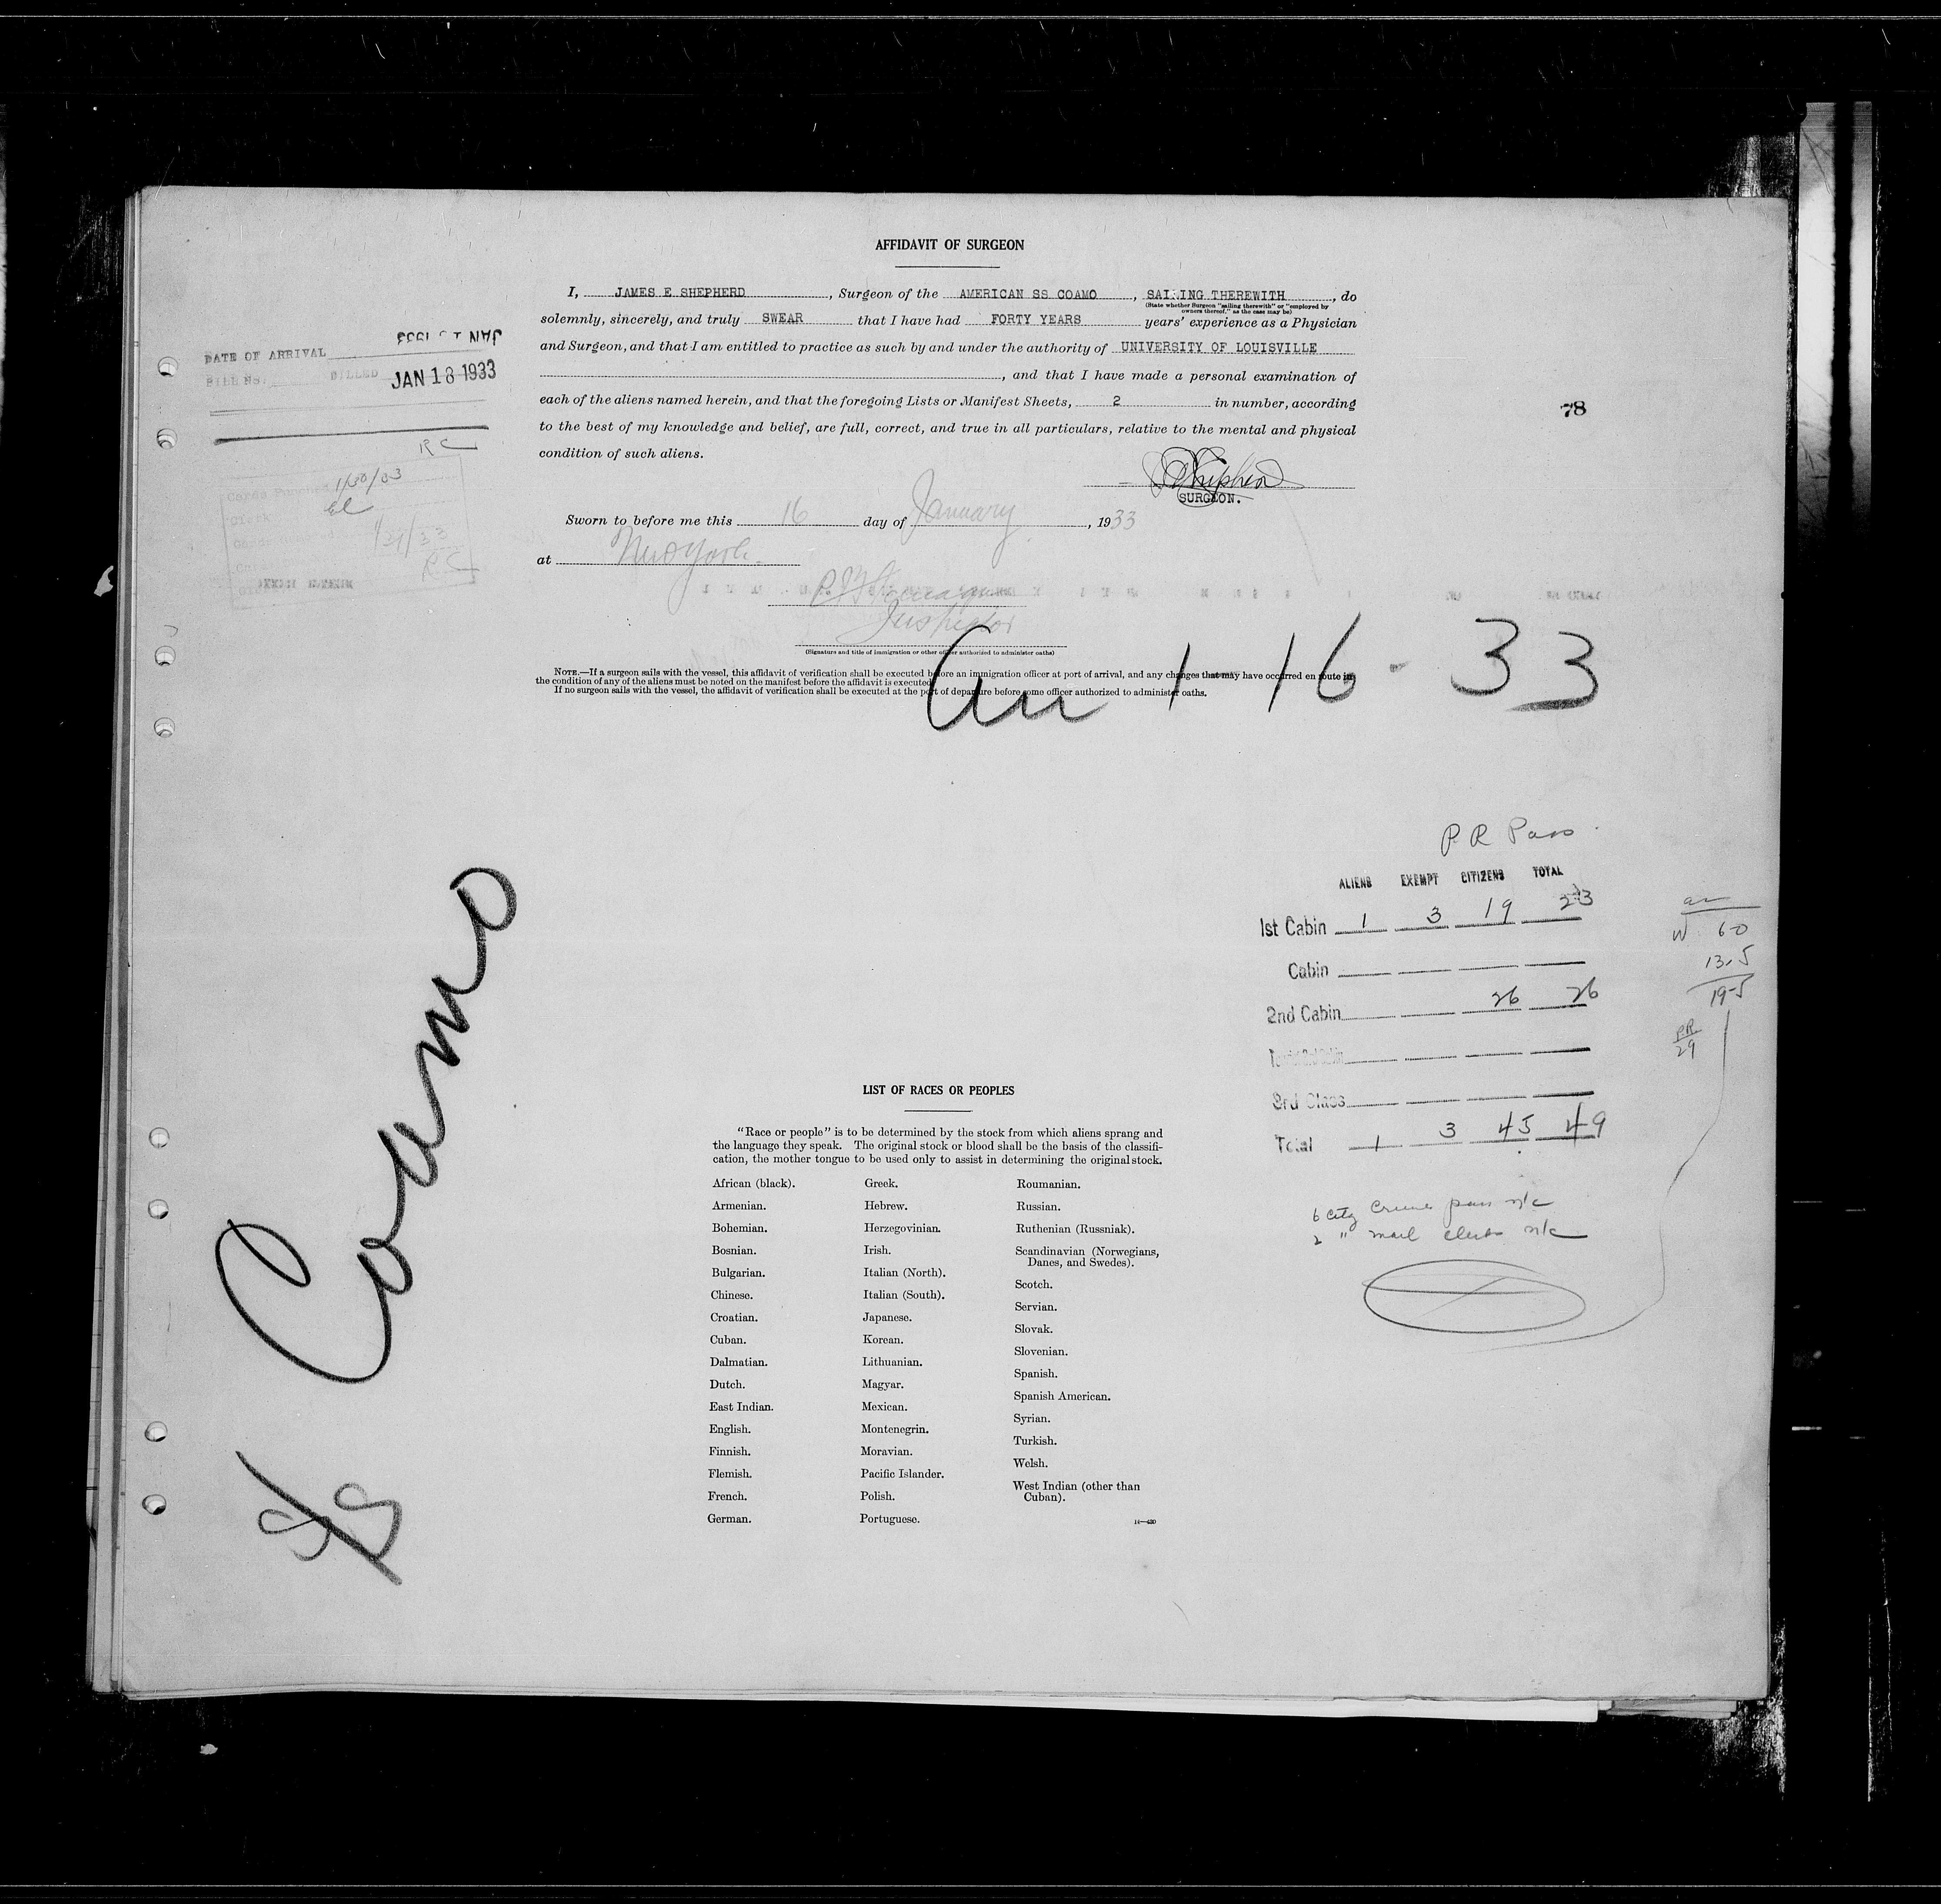 AFFIDAVIT OF SURGEON
I, JAMES E SHEPHERD, Surgeon of the AMERICAN SS COAMO, SAILING THEREWITH, do
(State whether Surgeon "sailing therewith" or "employed by
owners thereof," as the case may be)
solemnly, sincerely, and truly SWEAR that I have had FORTY YEARS years' experience as a Physician
and Surgeon, and that I am entitled to practice as such by and under the authority of UNIVERSITY OF LOUISVILLE
, and that I have made a personal examination of
each of the aliens named herein, and that the foregoing Lists or Manifest Sheets, 2 in number, according
to the best of my knowledge and belief, are full, correct, and true in all particulars, relative to the mental and physical
condition of such aliens.
SURGEON.
Sworn to before me this 16 day of January, 1933
at New York
Inspector
(Signature and title of immigration or other officer authorized to administer oaths)
NOTE.—If a surgeon sails with the vessel, this affidavit of verification shall be executed before an immigration officer at port of arrival, and any changes that may have occurred en route in
the condition of any of the aliens must be noted on the manifest before the affidavit is executed.
If no surgeon sails with the vessel, the affidavit of verification shall be executed at the port of departure before some officer authorized to administer oaths.
DATE OF ARRIVAL
BILL NO. BILLED JAN 18 1933
RC
1/30/33
RC
78
1-16-33
SS Coamo
P R Pass
ALIENS EXEMPT CITIZENS TOTAL
1st Cabin 1 3 19 23
Cabin
2nd Cabin 26 26
3rd Class
Total 1 3 45 49
W 60
135
195
PR
29
6 City Cruise pass n/c
2 " mail clerks n/c
LIST OF RACES OR PEOPLES
"Race or people" is to be determined by the stock from which aliens sprang and
the language they speak. The original stock or blood shall be the basis of the classifi-
cation, the mother tongue to be used only to assist in determining the original stock.
African (black).
Armenian.
Bohemian.
Bosnian.
Bulgarian.
Chinese.
Croatian.
Cuban.
Dalmatian.
Dutch.
East Indian.
English.
Finnish.
Flemish.
French.
German.
Greek.
Hebrew.
Herzegovinian.
Irish.
Italian (North).
Italian (South).
Japanese.
Korean.
Lithuanian.
Magyar.
Mexican.
Montenegrin.
Moravian.
Pacific Islander.
Polish.
Portuguese.
Roumanian.
Russian.
Ruthenian (Russniak).
Scandinavian (Norwegians,
Danes, and Swedes).
Scotch.
Servian.
Slovak.
Slovenian.
Spanish.
Spanish American.
Syrian.
Turkish.
Welsh.
West Indian (other than
Cuban).